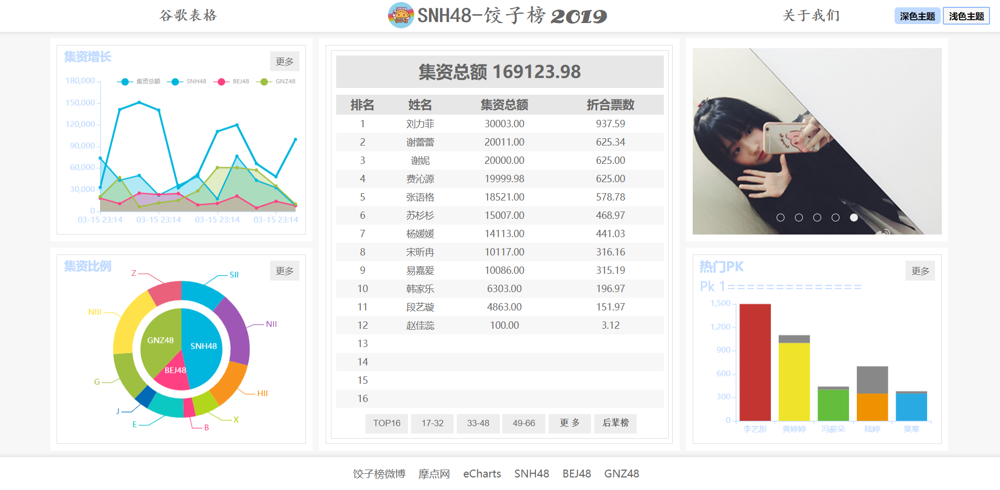 谷歌表格
SNH48-饺子榜 2019
关于我们
深色主题 浅色主题
集资增长
更多
集资总额 SNH48 BEJ48 GNZ48
180,000
150,000
120,000
90,000
60,000
30,000
0
03-15 23:14 03-15 23:14 03-15 23:14 03-15 23:14
集资比例
更多
Z
SII
NIII
NII
GNZ48
SNH48
BEJ48
G
HII
J
E
X
B
集资总额 169123.98
排名 姓名 集资总额 折合票数
1 刘力菲 30003.00 937.59
2 谢蕾蕾 20011.00 625.34
3 谢妮 20000.00 625.00
4 费沁源 19999.98 625.00
5 张语格 18521.00 578.78
6 苏杉杉 15007.00 468.97
7 杨媛媛 14113.00 441.03
8 宋昕冉 10117.00 316.16
9 易嘉爱 10086.00 315.19
10 韩家乐 6303.00 196.97
11 段艺璇 4863.00 151.97
12 赵佳蕊 100.00 3.12
13
14
15
16
TOP16 17-32 33-48 49-66 更 多 后辈榜
热门PK
更多
Pk 1==============
1,500
1,200
900
600
300
0
李艺彤 黄婷婷 冯薪朵 陆婷 莫寒
饺子榜微博 摩点网 eCharts SNH48 BEJ48 GNZ48